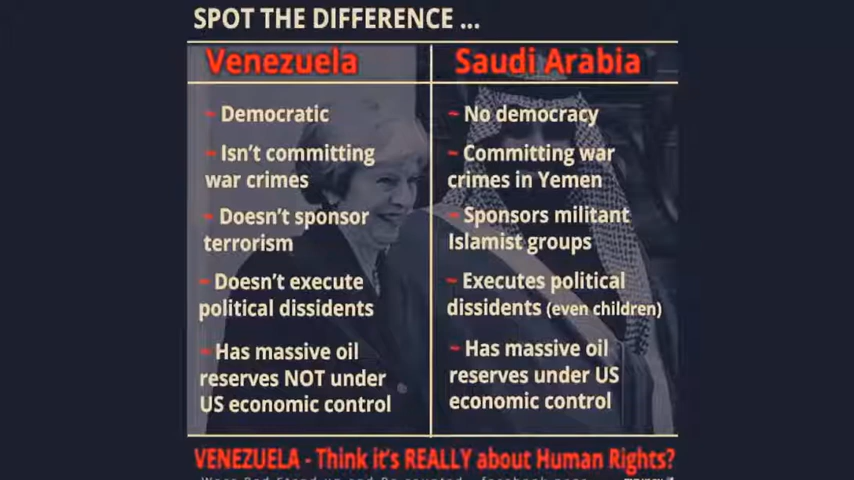 SPOT THE DIFFERENCE ...
Venezuela
~ Democratic
~ Isn't committing
war crimes
~ Doesn't sponsor
terrorism
~ Doesn't execute
political dissidents
~ Has massive oil
reserves NOT under
US economic control
Saudi Arabia
~ No democracy
~ Committing war
crimes in Yemen
~ Sponsors militant
Islamist groups
~ Executes political
dissidents (even children)
~ Has massive oil
reserves under US
economic control
VENEZUELA - Think it's REALLY about Human Rights?